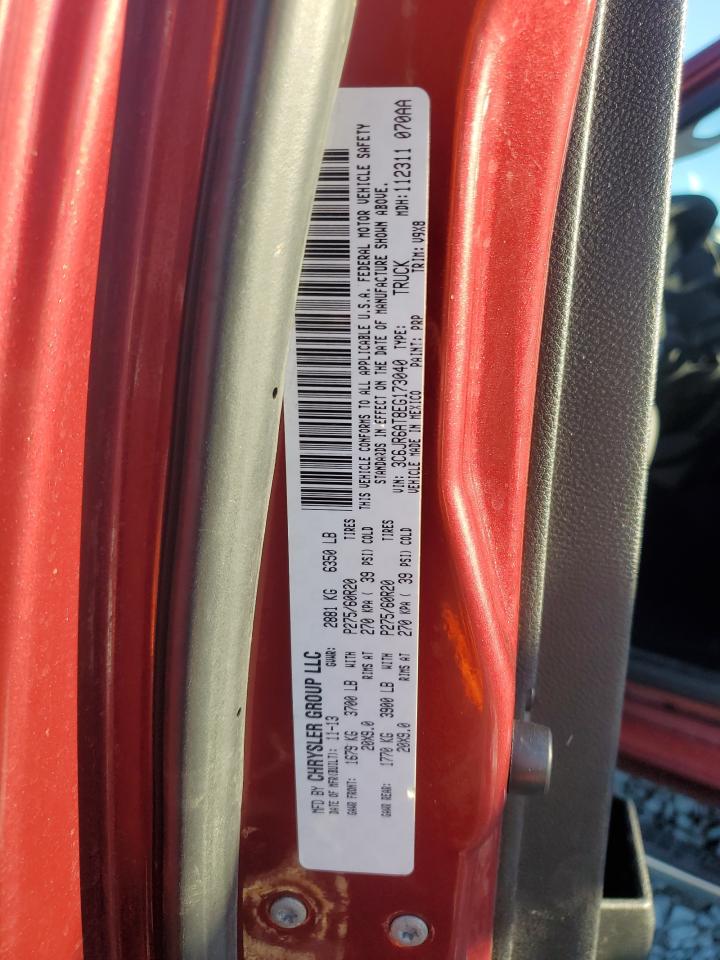 MFD BY CHRYSLER GROUP LLC
DATE OF MFR(BUILT): 11-13
GVWR: 2881 KG 6350 LB
GAWR FRONT: 1679 KG 3700 LB WITH P275/60R20 TIRES
20X9.0 RIMS AT 270 KPA ( 39 PSI) COLD
GAWR REAR: 1770 KG 3900 LB WITH P275/60R20 TIRES
20X9.0 RIMS AT 270 KPA ( 39 PSI) COLD
THIS VEHICLE CONFORMS TO ALL APPLICABLE U.S.A. FEDERAL MOTOR VEHICLE SAFETY
STANDARDS IN EFFECT ON THE DATE OF MANUFACTURE SHOWN ABOVE.
VIN: 3C6JR6AT8EG173040 TYPE: TRUCK MDH: 112311 070AA
VEHICLE MADE IN MEXICO PAINT: PRP TRIM: V9X8